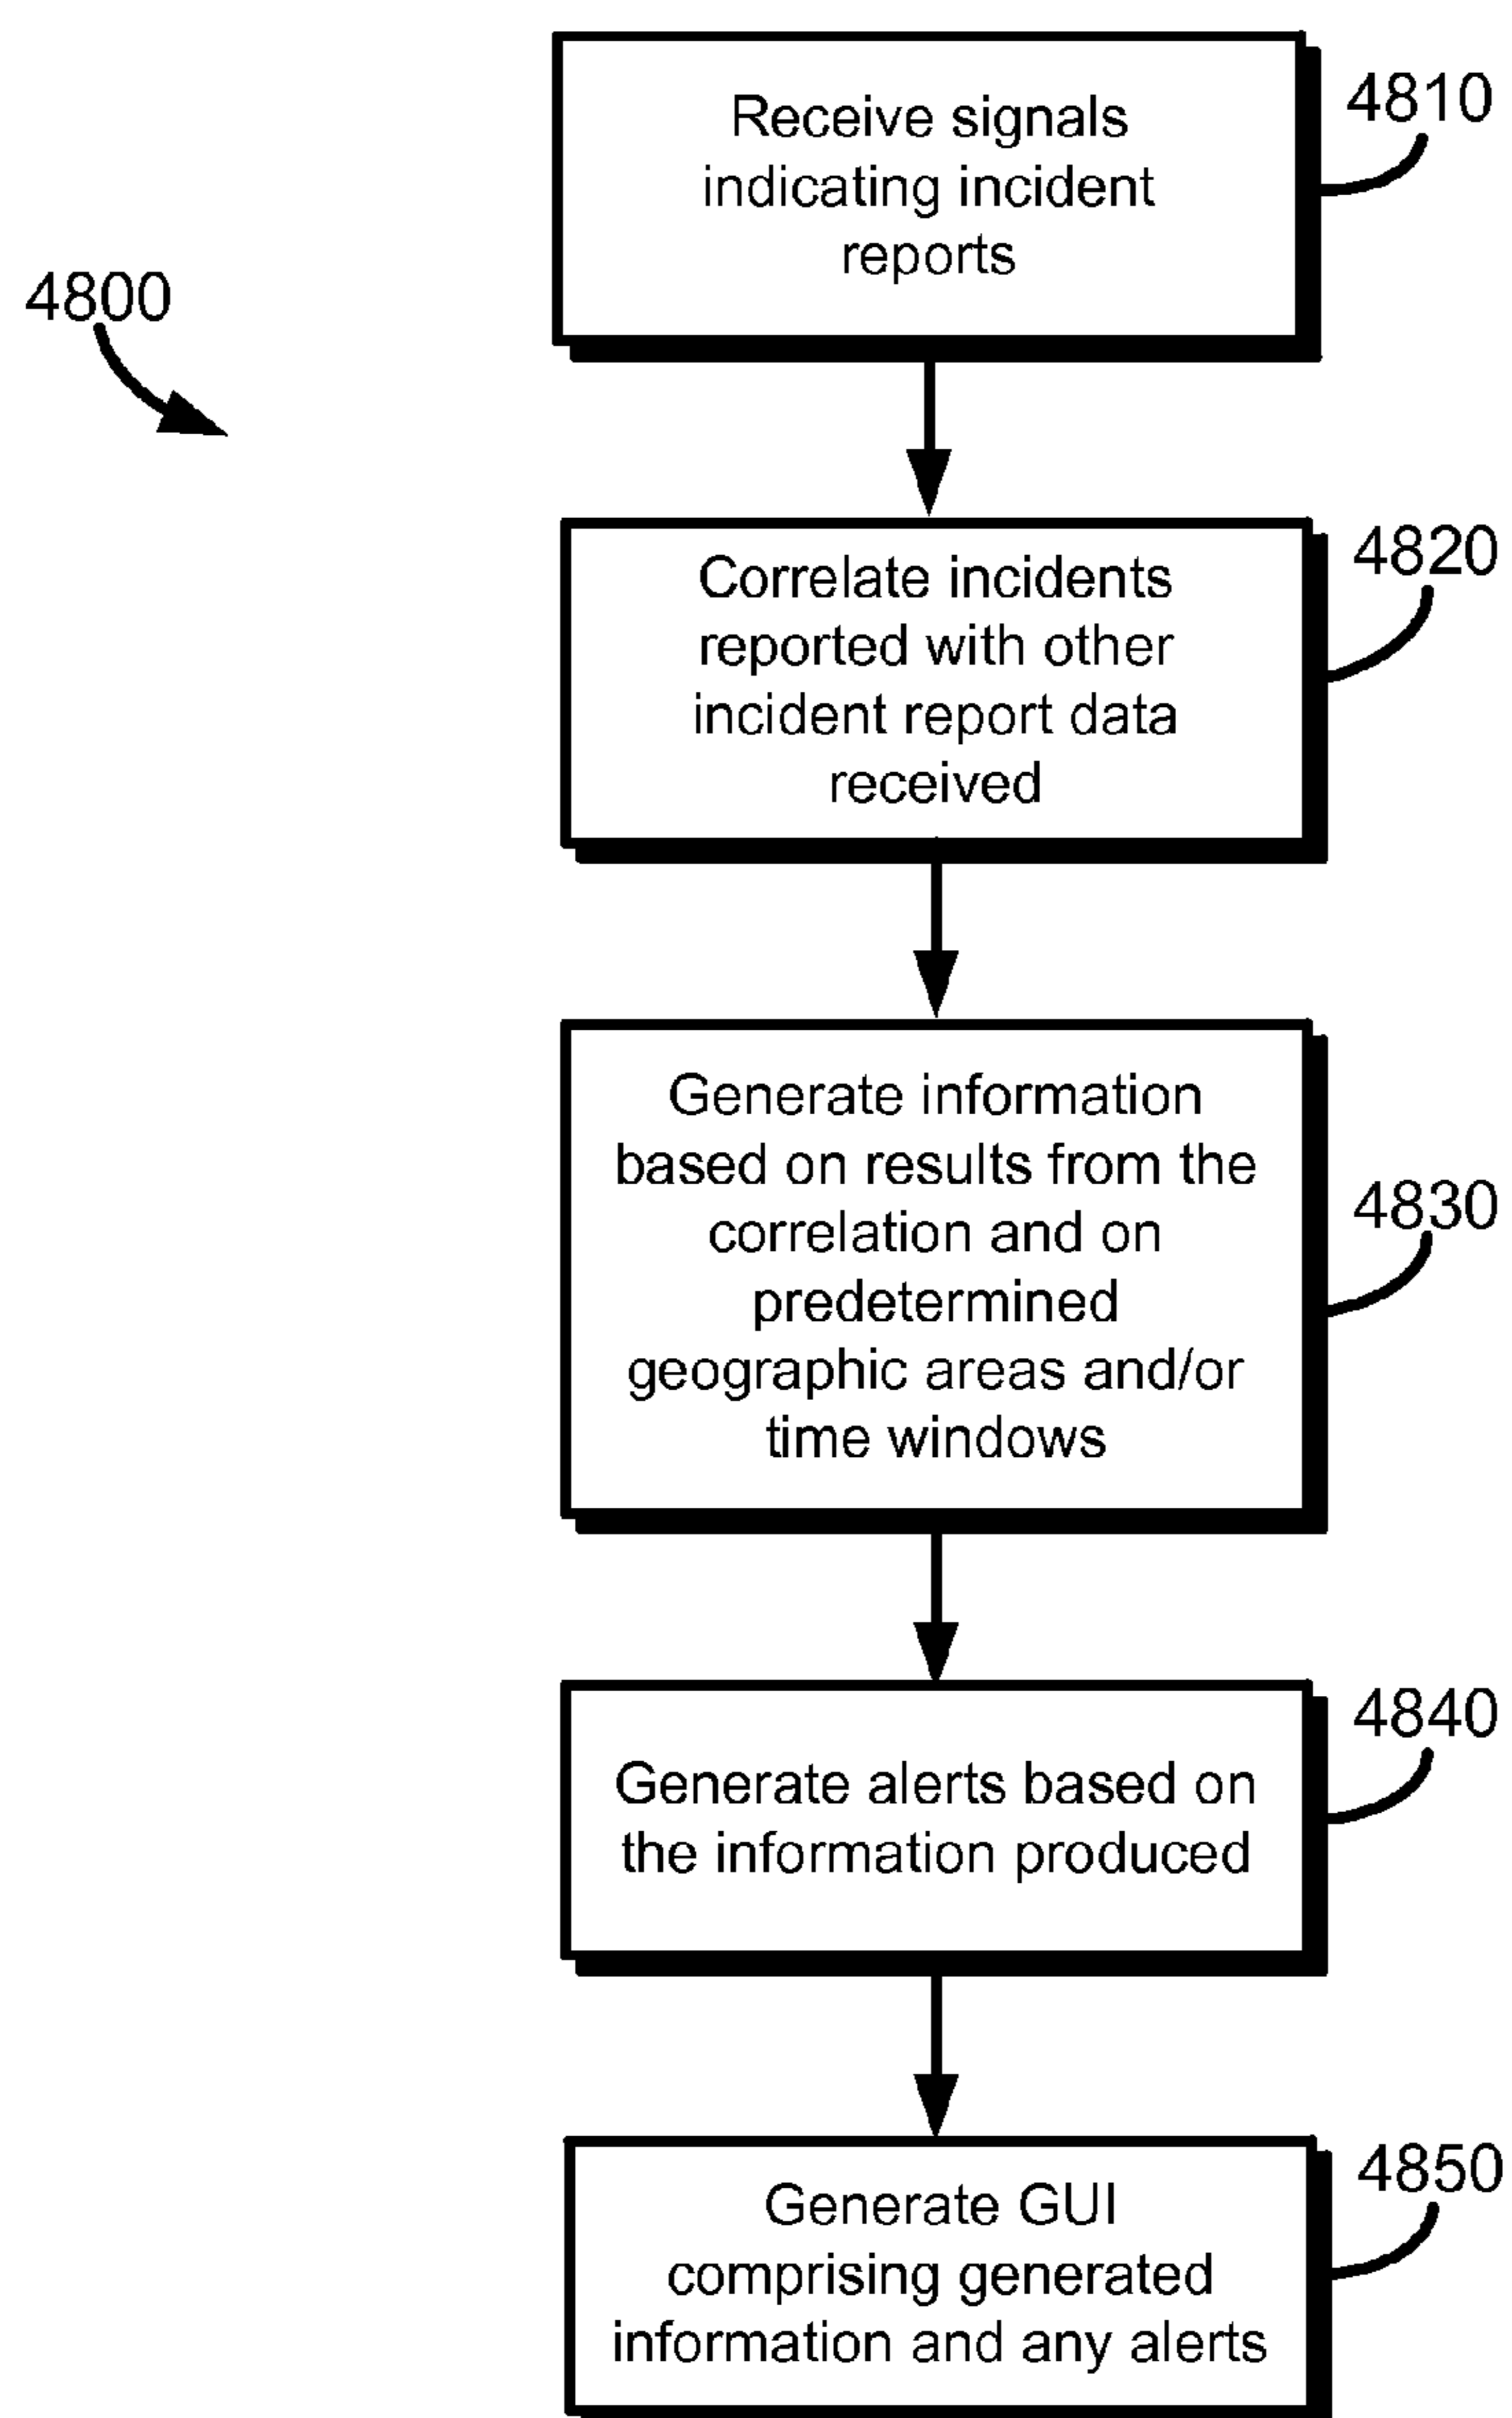 Receive signals
indicating incident
reports
4810
4800
Correlate incidents
reported with other
incident report data
received
4820
Generate information
based on results from the
correlation and on
predetermined
geographic areas and/or
time windows
4830
Generate alerts based on
the information produced
4840
Generate GUI
comprising generated
information and any alerts
4850